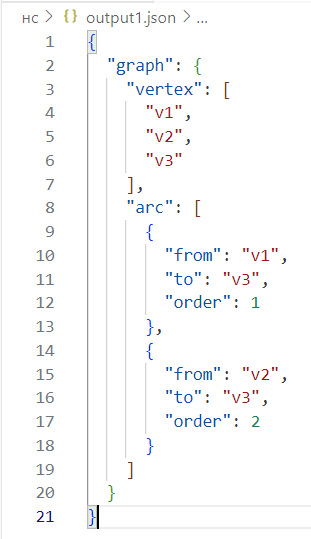 нс > {} output1.json > ...
1 {
2 "graph": {
3 "vertex": [
4 "v1",
5 "v2",
6 "v3"
7 ],
8 "arc": [
9 {
10 "from": "v1",
11 "to": "v3",
12 "order": 1
13 },
14 {
15 "from": "v2",
16 "to": "v3",
17 "order": 2
18 }
19 ]
20 }
21 }